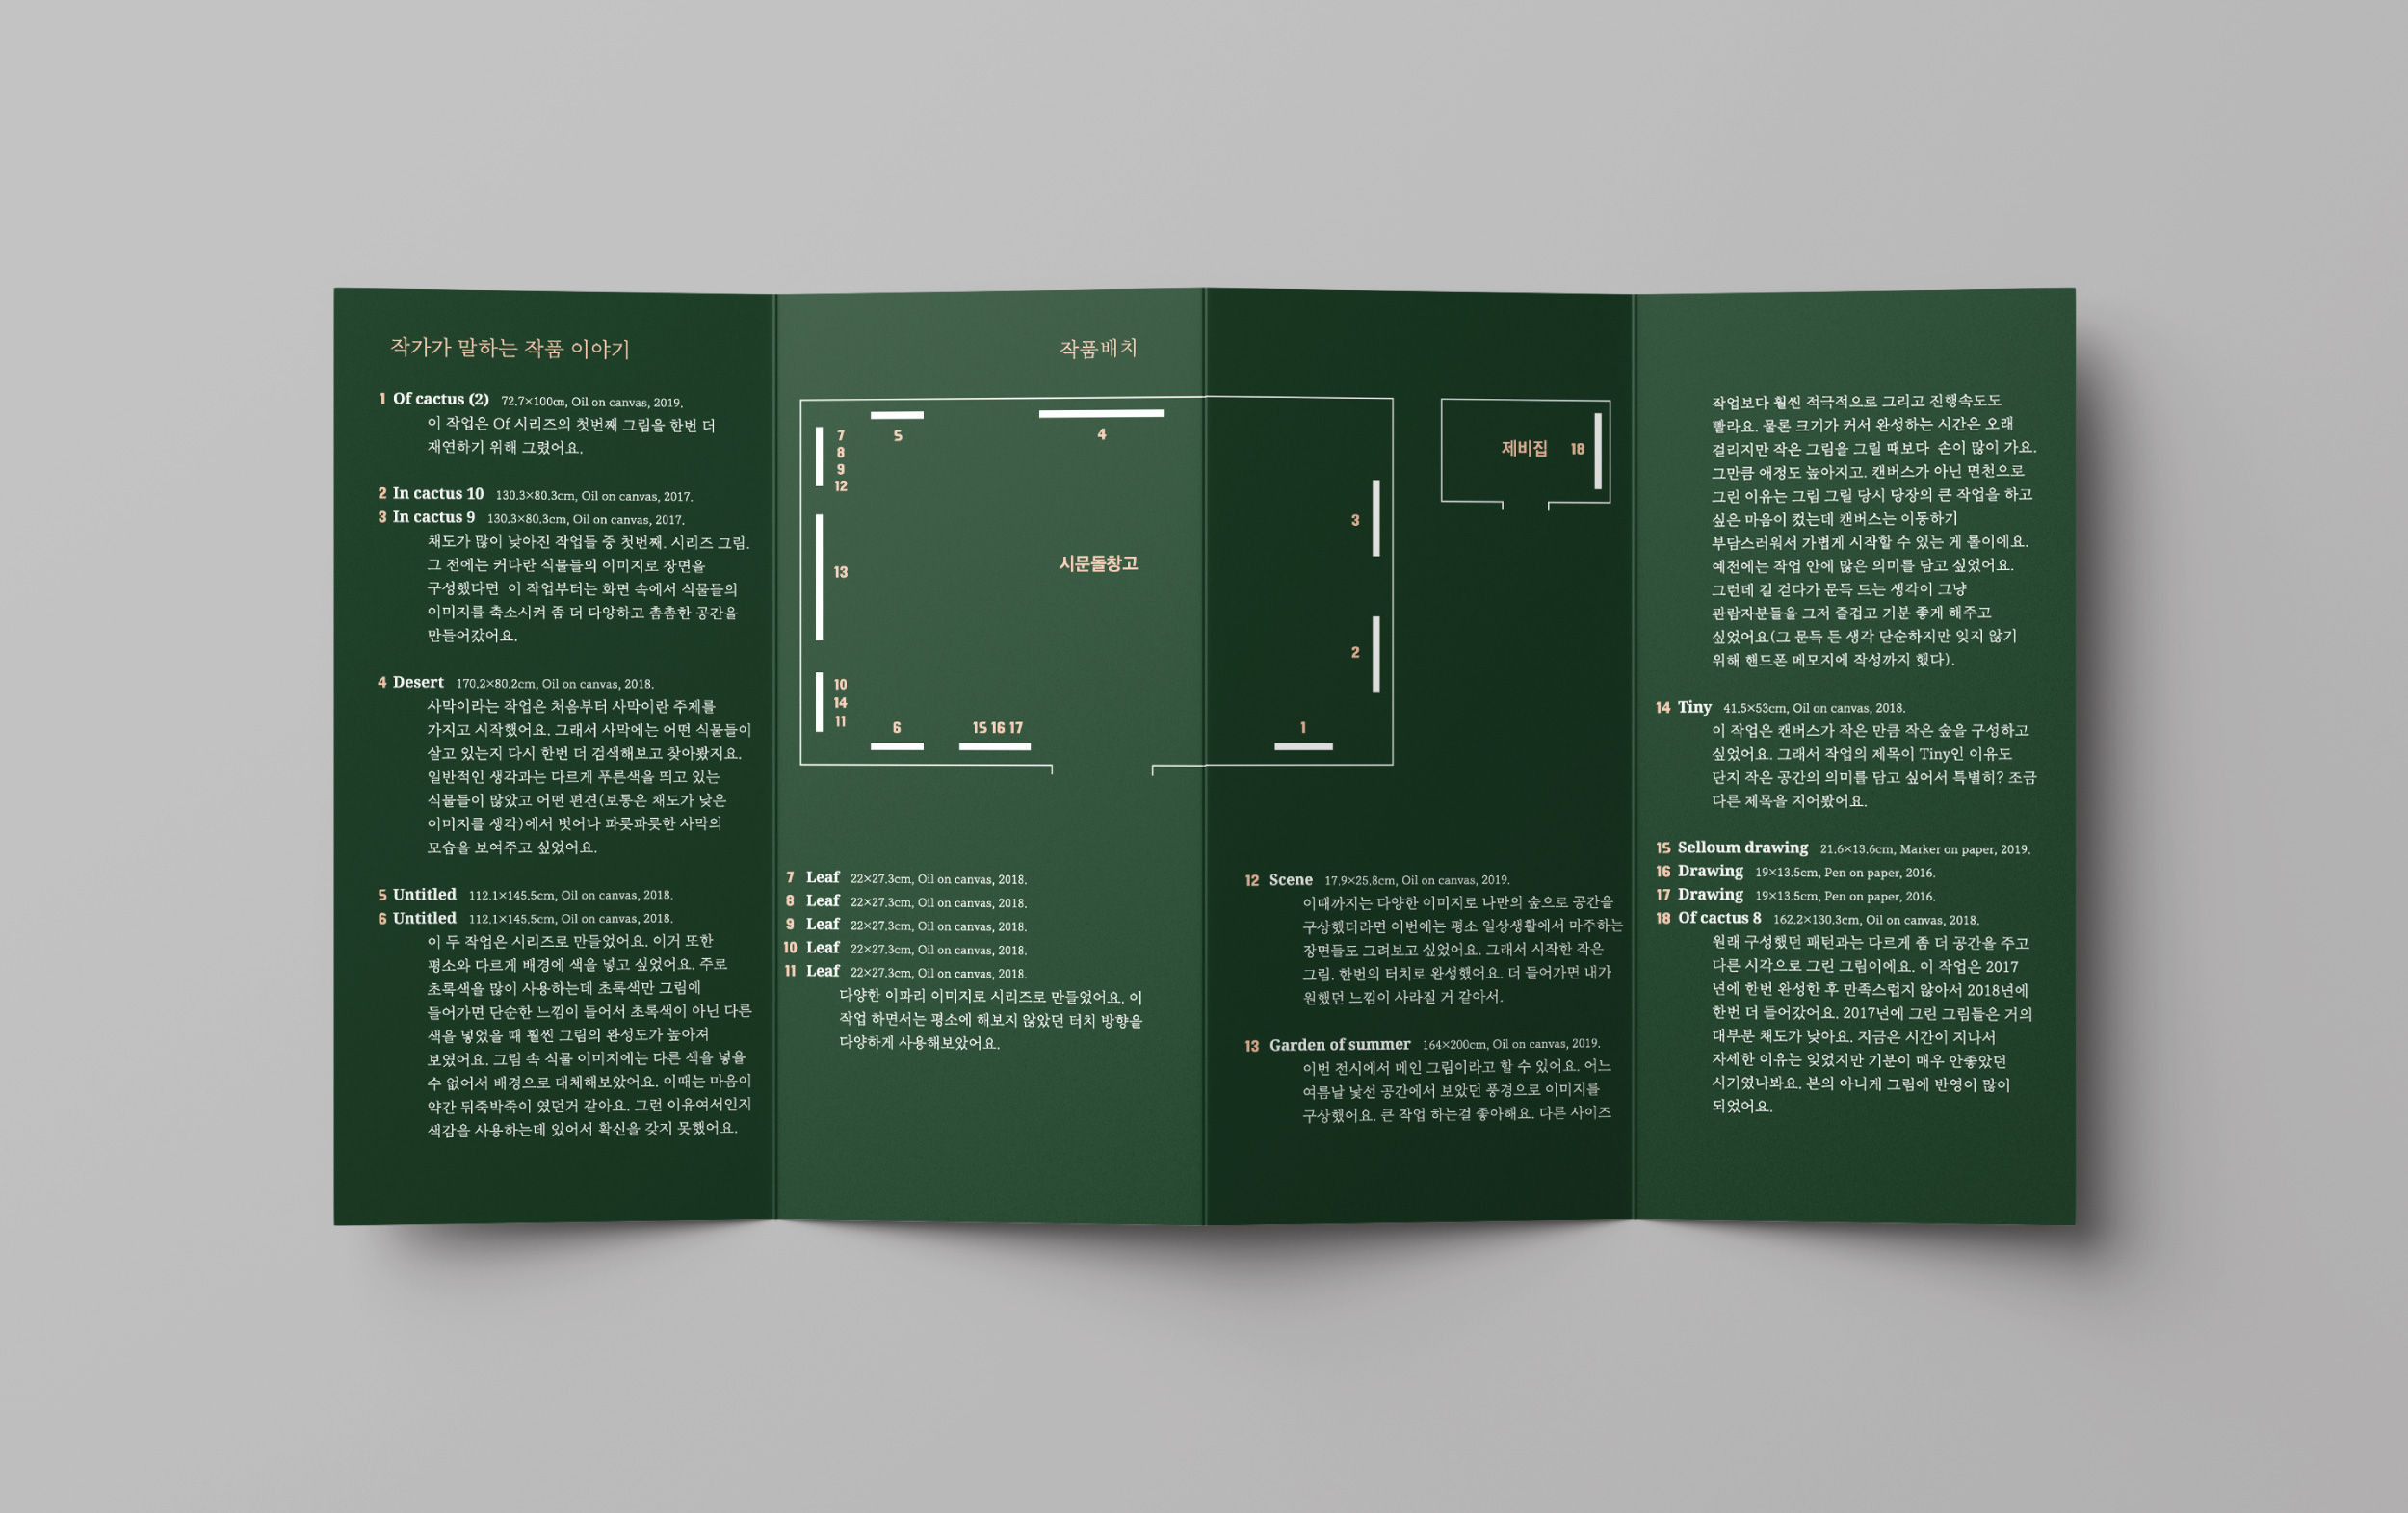 작가가 말하는 작품 이야기
1 Of cactus (2) 72.7×100㎝, Oil on canvas, 2019.
이 작업은 Of 시리즈의 첫번째 그림을 한번 더
재연하기 위해 그렸어요.
2 In cactus 10 130.3×80.3cm, Oil on canvas, 2017.
3 In cactus 9 130.3×80.3cm, Oil on canvas, 2017.
채도가 많이 낮아진 작업들 중 첫번째. 시리즈 그림.
그 전에는 커다란 식물들의 이미지로 장면을
구성했다면 이 작업부터는 화면 속에서 식물들의
이미지를 축소시켜 좀 더 다양하고 촘촘한 공간을
만들어갔어요.
4 Desert 170.2×80.2cm, Oil on canvas, 2018.
사막이라는 작업은 처음부터 사막이란 주제를
가지고 시작했어요. 그래서 사막에는 어떤 식물들이
살고 있는지 다시 한번 더 검색해보고 찾아봤지요.
일반적인 생각과는 다르게 푸른색을 띄고 있는
식물들이 많았고 어떤 편견(보통은 채도가 낮은
이미지를 생각)에서 벗어나 파릇파릇한 사막의
모습을 보여주고 싶었어요.
5 Untitled 112.1×145.5cm, Oil on canvas, 2018.
6 Untitled 112.1×145.5cm, Oil on canvas, 2018.
이 두 작업은 시리즈로 만들었어요. 이거 또한
평소와 다르게 배경에 색을 넣고 싶었어요. 주로
초록색을 많이 사용하는데 초록색만 그림에
들어가면 단순한 느낌이 들어서 초록색이 아닌 다른
색을 넣었을 때 훨씬 그림의 완성도가 높아져
보였어요. 그림 속 식물 이미지에는 다른 색을 넣을
수 없어서 배경으로 대체해보았어요. 이때는 마음이
약간 뒤죽박죽이 였던거 같아요. 그런 이유여서인지
색감을 사용하는데 있어서 확신을 갖지 못했어요.
작품배치
7
8
9
12
5
4
13
시문돌창고
10
14
11
6
15 16 17
3
2
1
제비집 18
7 Leaf 22×27.3cm, Oil on canvas, 2018.
8 Leaf 22×27.3cm, Oil on canvas, 2018.
9 Leaf 22×27.3cm, Oil on canvas, 2018.
10 Leaf 22×27.3cm, Oil on canvas, 2018.
11 Leaf 22×27.3cm, Oil on canvas, 2018.
다양한 이파리 이미지로 시리즈로 만들었어요. 이
작업 하면서는 평소에 해보지 않았던 터치 방향을
다양하게 사용해보았어요.
12 Scene 17.9×25.8cm, Oil on canvas, 2019.
이때까지는 다양한 이미지로 나만의 숲으로 공간을
구상했더라면 이번에는 평소 일상생활에서 마주하는
장면들도 그려보고 싶었어요. 그래서 시작한 작은
그림. 한번의 터치로 완성했어요. 더 들어가면 내가
원했던 느낌이 사라질 거 같아서.
13 Garden of summer 164×200cm, Oil on canvas, 2019.
이번 전시에서 메인 그림이라고 할 수 있어요. 어느
여름날 낯선 공간에서 보았던 풍경으로 이미지를
구상했어요. 큰 작업 하는걸 좋아해요. 다른 사이즈
작업보다 훨씬 적극적으로 그리고 진행속도도
빨라요. 물론 크기가 커서 완성하는 시간은 오래
걸리지만 작은 그림을 그릴 때보다 손이 많이 가요.
그만큼 애정도 높아지고. 캔버스가 아닌 면천으로
그린 이유는 그림 그릴 당시 당장의 큰 작업을 하고
싶은 마음이 컸는데 캔버스는 이동하기
부담스러워서 가볍게 시작할 수 있는 게 롤이에요.
예전에는 작업 안에 많은 의미를 담고 싶었어요.
그런데 길 걷다가 문득 드는 생각이 그냥
관람자분들을 그저 즐겁고 기분 좋게 해주고
싶었어요(그 문득 든 생각 단순하지만 잊지 않기
위해 핸드폰 메모지에 작성까지 했다).
14 Tiny 41.5×53cm, Oil on canvas, 2018.
이 작업은 캔버스가 작은 만큼 작은 숲을 구성하고
싶었어요. 그래서 작업의 제목이 Tiny인 이유도
단지 작은 공간의 의미를 담고 싶어서 특별히? 조금
다른 제목을 지어봤어요.
15 Selloum drawing 21.6×13.6cm, Marker on paper, 2019.
16 Drawing 19×13.5cm, Pen on paper, 2016.
17 Drawing 19×13.5cm, Pen on paper, 2016.
18 Of cactus 8 162.2×130.3cm, Oil on canvas, 2018.
원래 구성했던 패턴과는 다르게 좀 더 공간을 주고
다른 시각으로 그린 그림이에요. 이 작업은 2017
년에 한번 완성한 후 만족스럽지 않아서 2018년에
한번 더 들어갔어요. 2017년에 그린 그림들은 거의
대부분 채도가 낮아요. 지금은 시간이 지나서
자세한 이유는 잊었지만 기분이 매우 안좋았던
시기였나봐요. 본의 아니게 그림에 반영이 많이
되었어요.